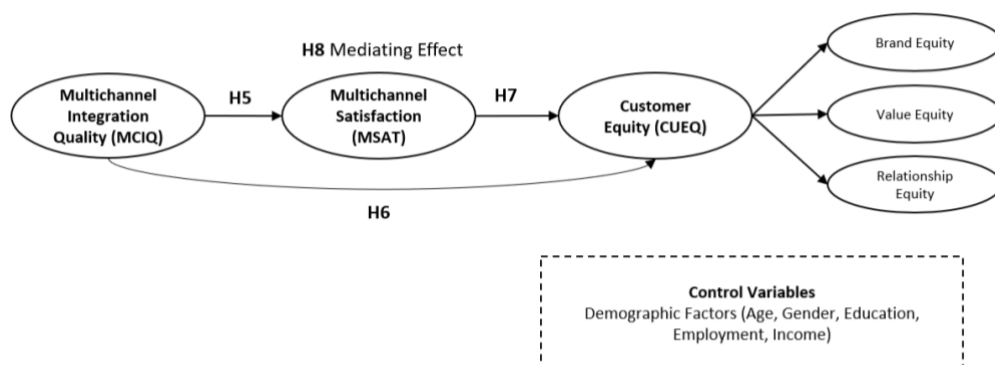 H8 Mediating Effect
Multichannel
Integration
Quality (MCIQ)
H5
Multichannel
Satisfaction
(MSAT)
H7
Customer
Equity (CUEQ)
Brand Equity
Value Equity
Relationship
Equity
H6
Control Variables
Demographic Factors (Age, Gender, Education,
Employment, Income)